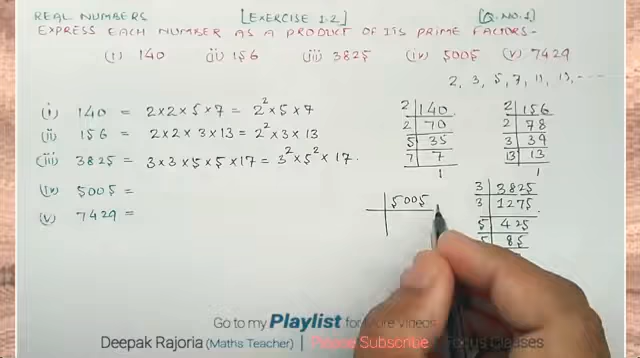 REAL NUMBERS [EXERCISE 1.2] [Q.NO.1]
EXPRESS EACH NUMBER AS A PRODUCT OF ITS PRIME FACTORS-
(i) 140 (ii) 156 (iii) 3825 (iv) 5005 (v) 7429
2, 3, 5, 7, 11, 13, -----
(i) 140 = 2×2×5×7 = 2²×5×7
(ii) 156 = 2×2×3×13 = 2²×3×13
(iii) 3825 = 3×3×5×5×17 = 3²×5²×17.
(iv) 5005 =
(v) 7429 =
2 140
2 70
5 35
7 7
1
2 156
2 78
3 39
13 13
1
5005
3 3825
3 1275
5 425
5 85
Go to my Playlist for More videos
Deepak Rajoria (Maths Teacher) | Please Subscribe | Focus Classes